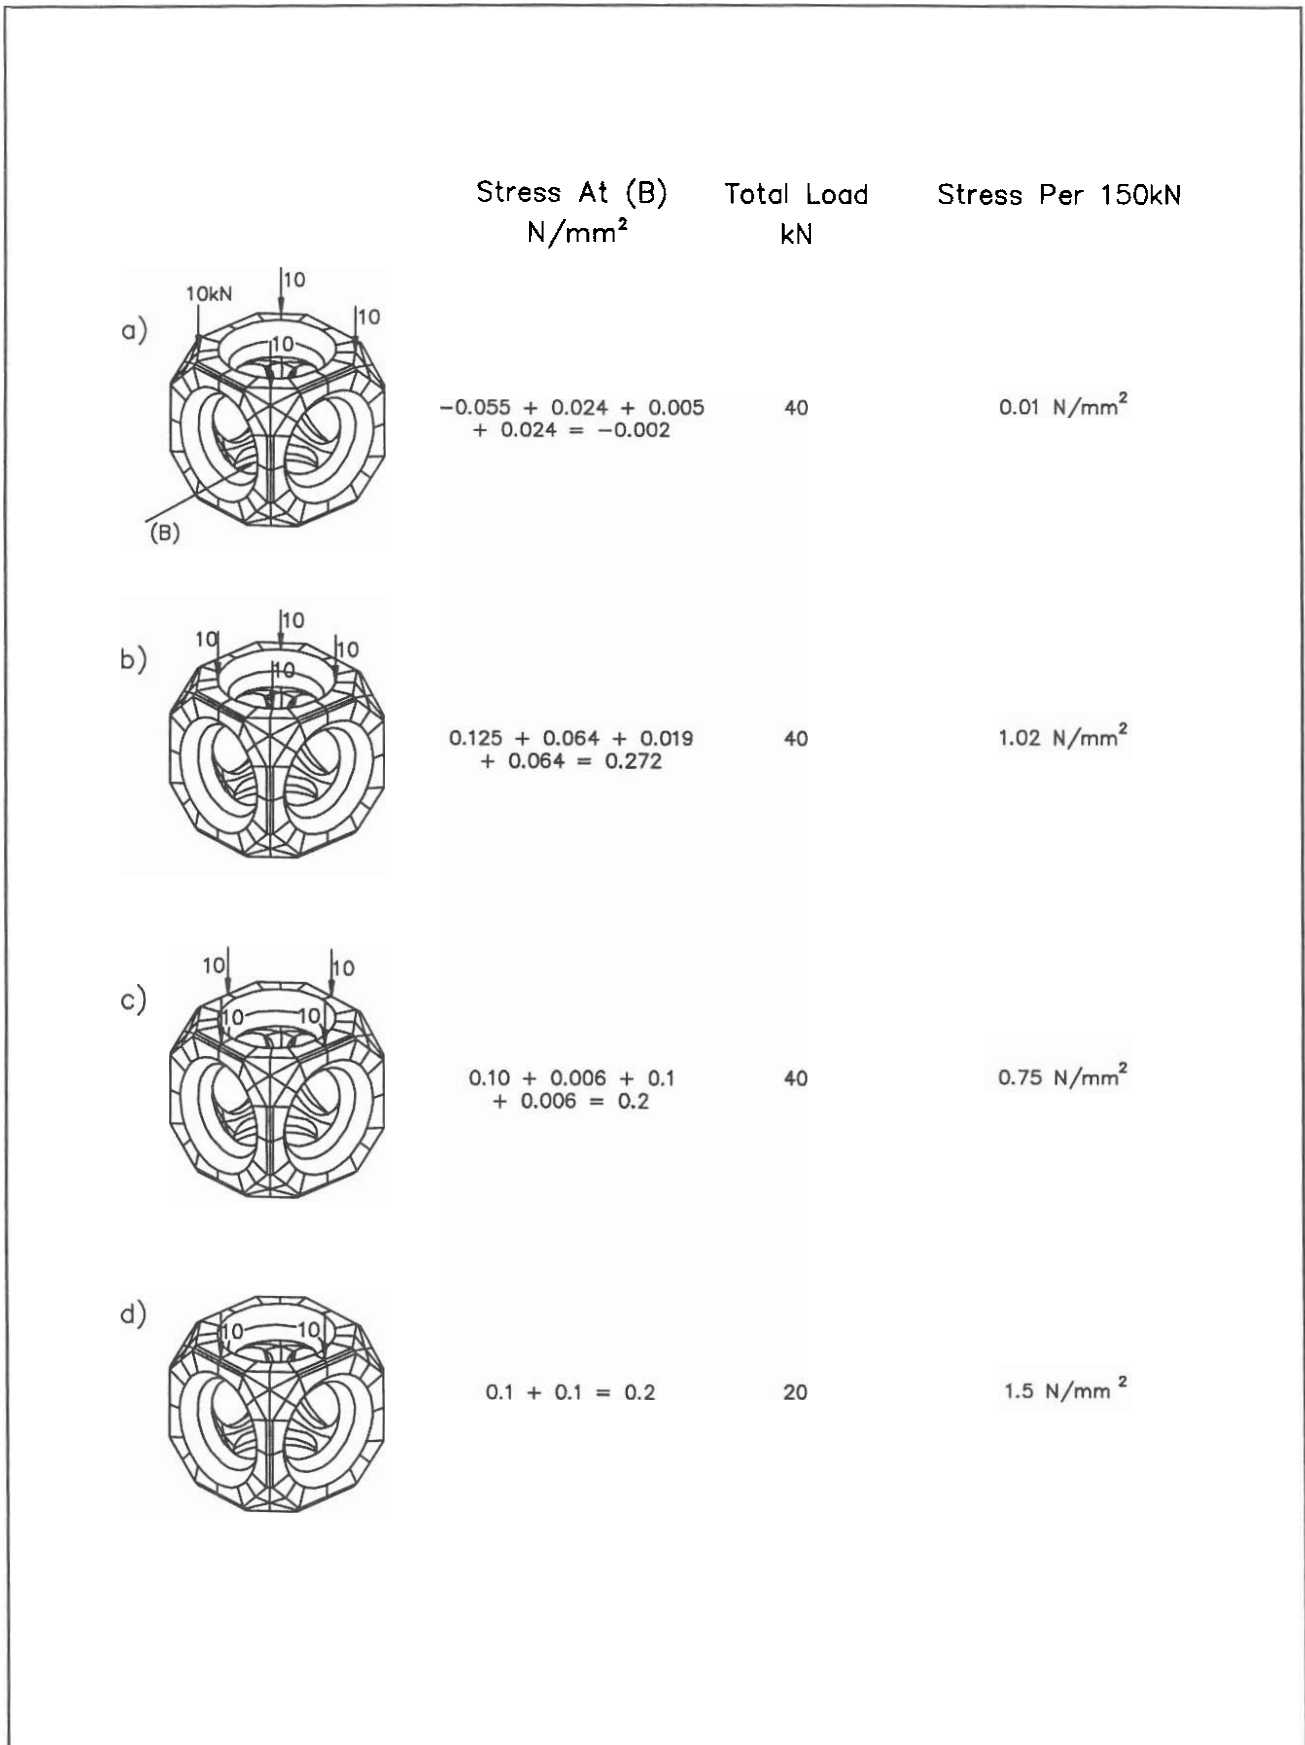 Stress At (B)
N/mm²
Total Load
kN
Stress Per 150kN
a)
10kN
10
10
10
(B)
-0.055 + 0.024 + 0.005
+ 0.024 = -0.002
40
0.01 N/mm²
b)
10
10
10
10
0.125 + 0.064 + 0.019
+ 0.064 = 0.272
40
1.02 N/mm²
c)
10
10
10
10
0.10 + 0.006 + 0.1
+ 0.006 = 0.2
40
0.75 N/mm²
d)
10
10
0.1 + 0.1 = 0.2
20
1.5 N/mm²